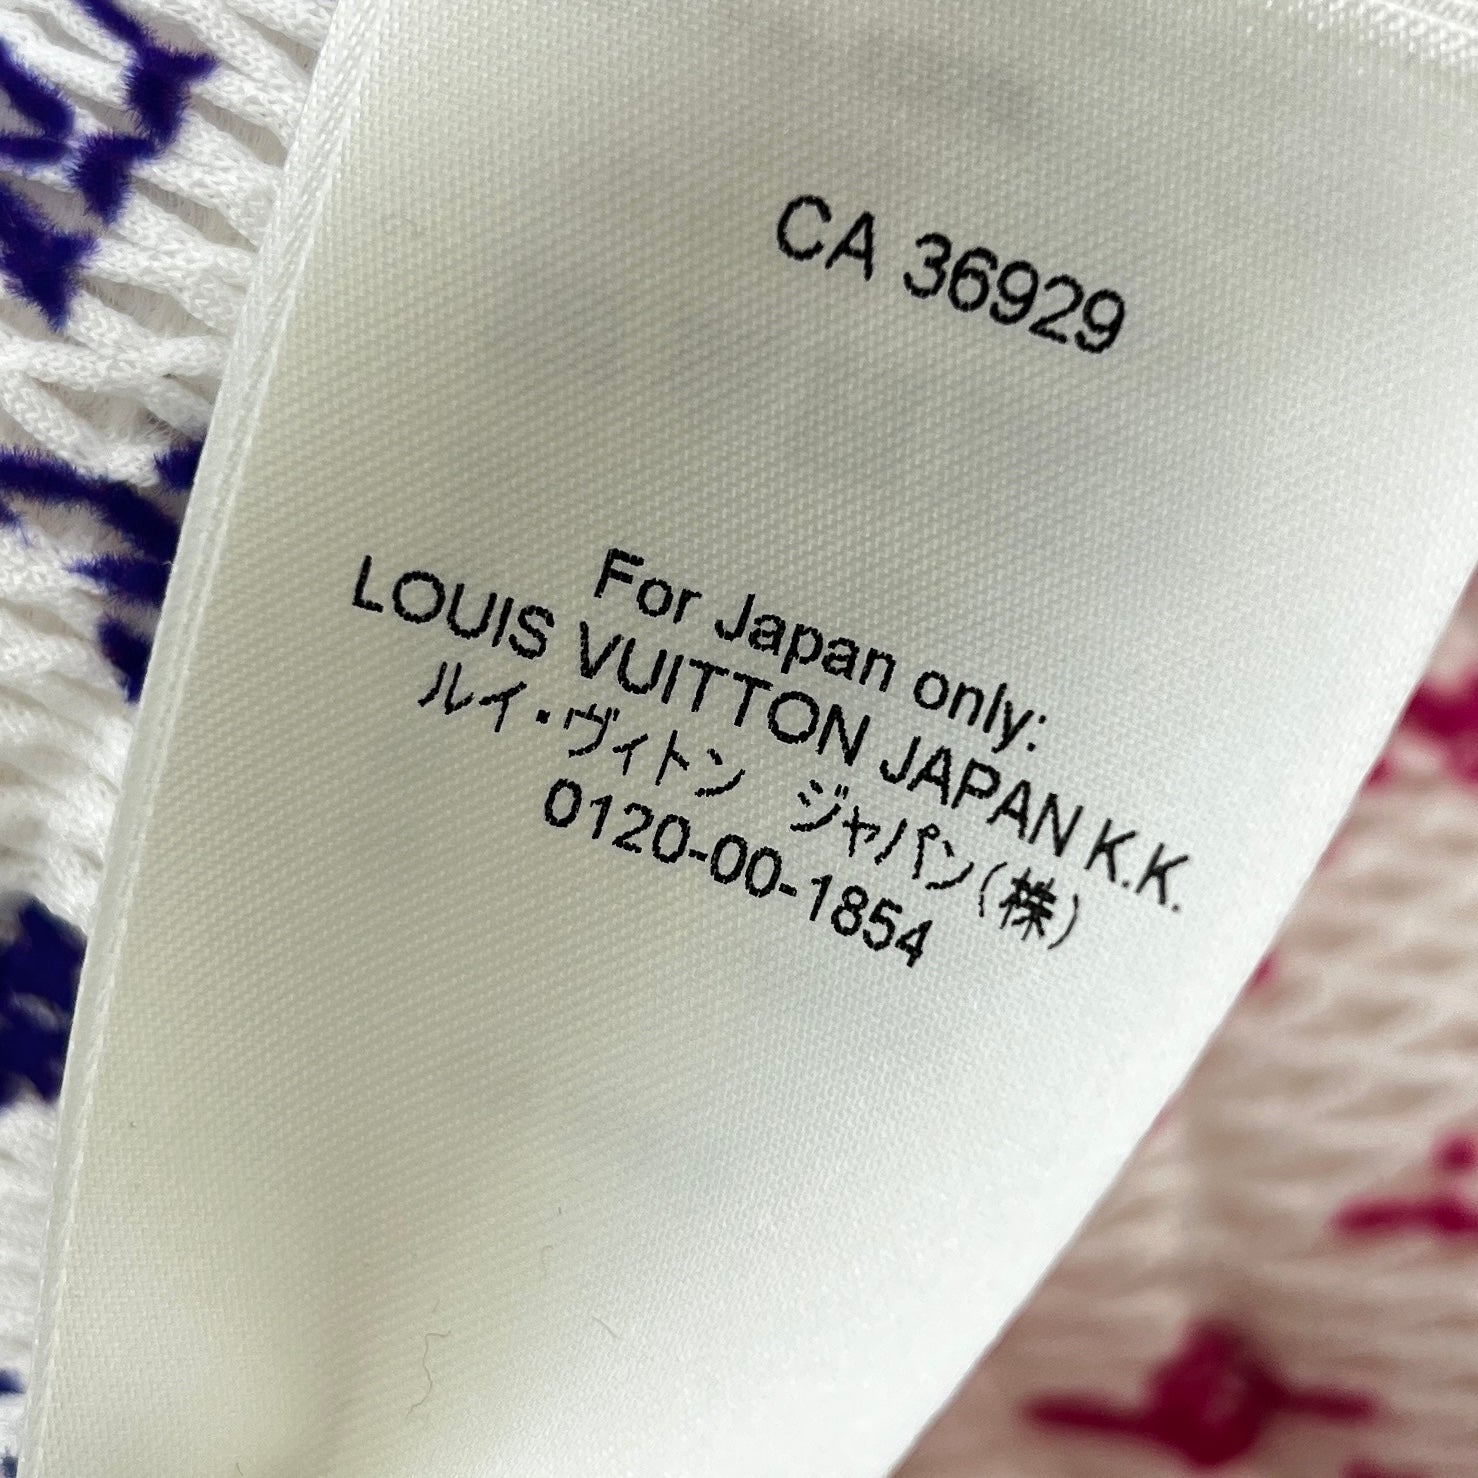 CA 36929
For Japan only:
LOUIS VUITTON JAPAN K.K.
ルイ・ヴィトン　ジャパン(株)
0120-00-1854